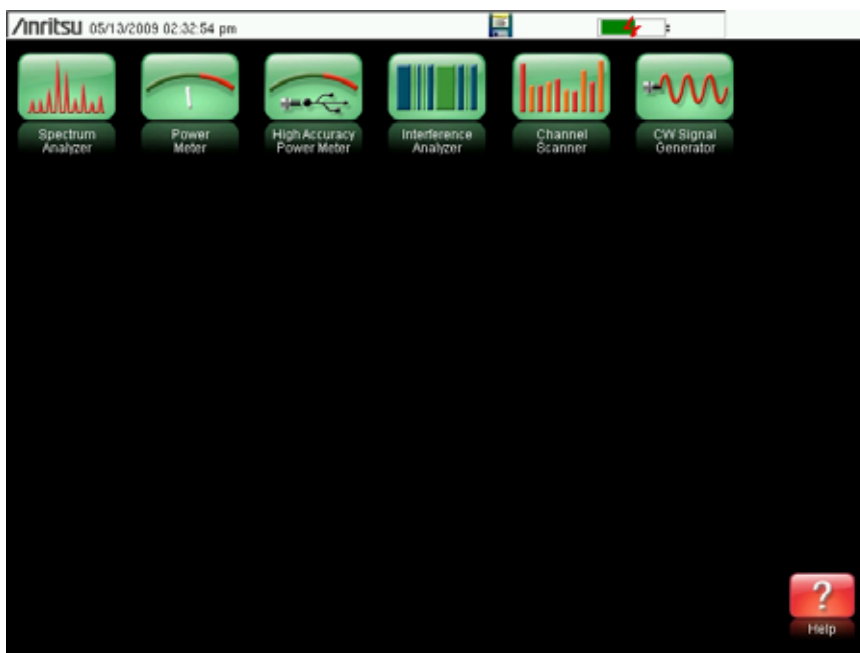 Anritsu 05/13/2009 02:32:54 pm
Spectrum
Analyzer
Power
Meter
High Accuracy
Power Meter
Interference
Analyzer
Channel
Scanner
CW Signal
Generator
?
Help